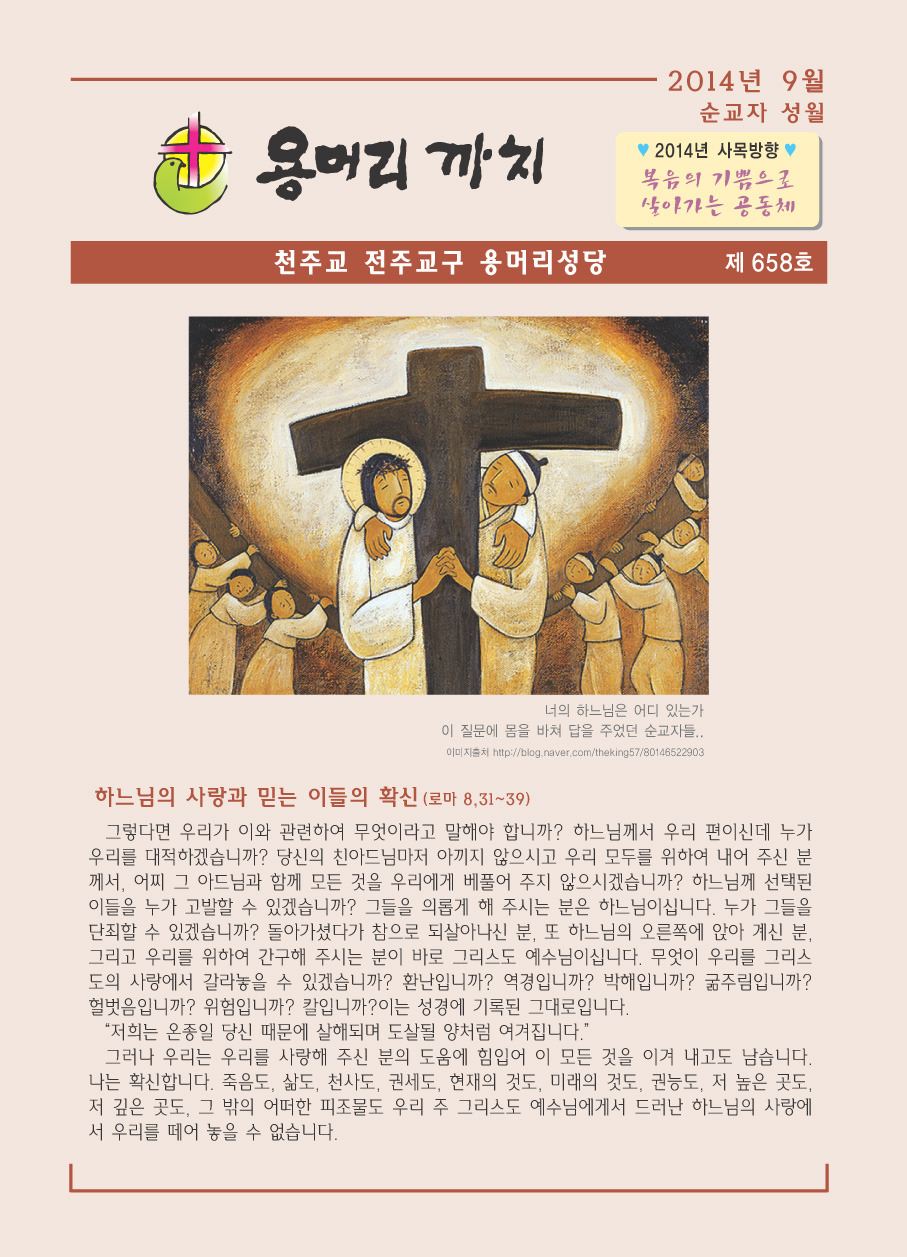 2014년 9월
순교자 성월
용머리 까치
♥ 2014년 사목방향 ♥
복음의 기쁨으로
살아가는 공동체
천주교 전주교구 용머리성당
제 658호
너의 하느님은 어디 있는가
이 질문에 몸을 바쳐 답을 주었던 순교자들..
이미지출처 http://blog.naver.com/theking57/80146522903
하느님의 사랑과 믿는 이들의 확신 (로마 8,31~39)
그렇다면 우리가 이와 관련하여 무엇이라고 말해야 합니까? 하느님께서 우리 편이신데 누가
우리를 대적하겠습니까? 당신의 친아드님마저 아끼지 않으시고 우리 모두를 위하여 내어 주신 분
께서, 어찌 그 아드님과 함께 모든 것을 우리에게 베풀어 주지 않으시겠습니까? 하느님께 선택된
이들을 누가 고발할 수 있겠습니까? 그들을 의롭게 해 주시는 분은 하느님이십니다. 누가 그들을
단죄할 수 있겠습니까? 돌아가셨다가 참으로 되살아나신 분, 또 하느님의 오른쪽에 앉아 계신 분,
그리고 우리를 위하여 간구해 주시는 분이 바로 그리스도 예수님이십니다. 무엇이 우리를 그리스
도의 사랑에서 갈라놓을 수 있겠습니까? 환난입니까? 역경입니까? 박해입니까? 굶주림입니까?
헐벗음입니까? 위험입니까? 칼입니까?이는 성경에 기록된 그대로입니다.
“저희는 온종일 당신 때문에 살해되며 도살될 양처럼 여겨집니다.”
그러나 우리는 우리를 사랑해 주신 분의 도움에 힘입어 이 모든 것을 이겨 내고도 남습니다.
나는 확신합니다. 죽음도, 삶도, 천사도, 권세도, 현재의 것도, 미래의 것도, 권능도, 저 높은 곳도,
저 깊은 곳도, 그 밖의 어떠한 피조물도 우리 주 그리스도 예수님에게서 드러난 하느님의 사랑에
서 우리를 떼어 놓을 수 없습니다.